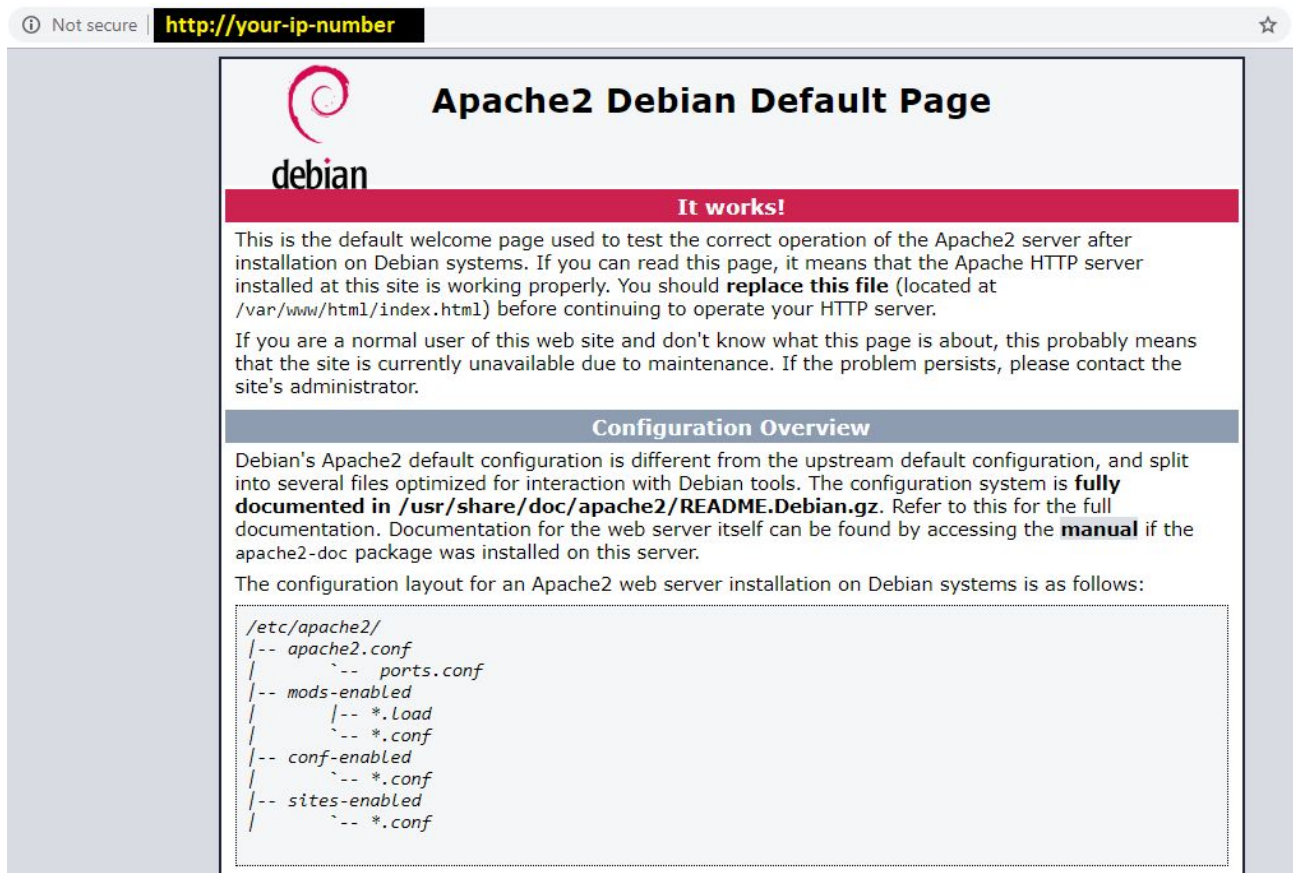 Not secure http://your-ip-number
Apache2 Debian Default Page
debian
It works!
This is the default welcome page used to test the correct operation of the Apache2 server after
installation on Debian systems. If you can read this page, it means that the Apache HTTP server
installed at this site is working properly. You should replace this file (located at
/var/www/html/index.html) before continuing to operate your HTTP server.
If you are a normal user of this web site and don't know what this page is about, this probably means
that the site is currently unavailable due to maintenance. If the problem persists, please contact the
site's administrator.
Configuration Overview
Debian's Apache2 default configuration is different from the upstream default configuration, and split
into several files optimized for interaction with Debian tools. The configuration system is fully
documented in /usr/share/doc/apache2/README.Debian.gz. Refer to this for the full
documentation. Documentation for the web server itself can be found by accessing the manual if the
apache2-doc package was installed on this server.
The configuration layout for an Apache2 web server installation on Debian systems is as follows:
/etc/apache2/
|-- apache2.conf
|       `--  ports.conf
|-- mods-enabled
|       |-- *.load
|       `-- *.conf
|-- conf-enabled
|       `-- *.conf
|-- sites-enabled
|       `-- *.conf